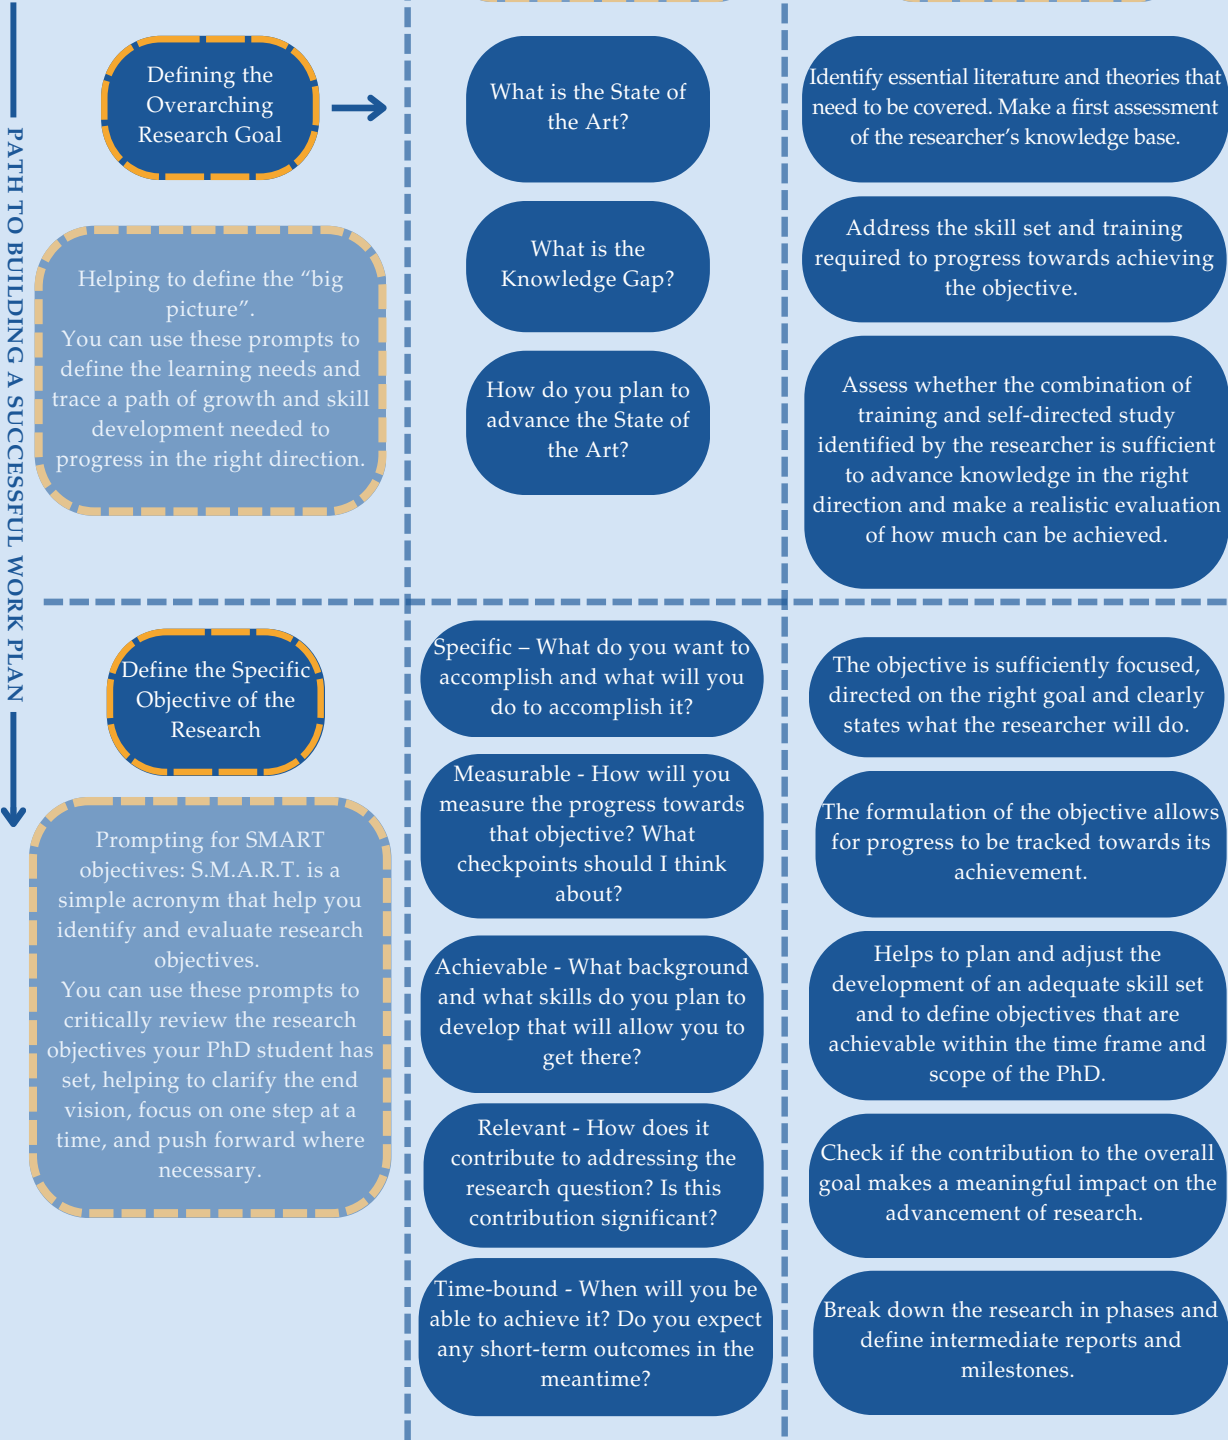 PATH TO BUILDING A SUCCESSFUL WORK PLAN
Defining the
Overarching
Research Goal
Helping to define the “big
picture”.
You can use these prompts to
define the learning needs and
trace a path of growth and skill
development needed to
progress in the right direction.
What is the State of
the Art?
What is the
Knowledge Gap?
How do you plan to
advance the State of
the Art?
Identify essential literature and theories that
need to be covered. Make a first assessment
of the researcher’s knowledge base.
Address the skill set and training
required to progress towards achieving
the objective.
Assess whether the combination of
training and self-directed study
identified by the researcher is sufficient
to advance knowledge in the right
direction and make a realistic evaluation
of how much can be achieved.
Define the Specific
Objective of the
Research
Prompting for SMART
objectives: S.M.A.R.T. is a
simple acronym that help you
identify and evaluate research
objectives.
You can use these prompts to
critically review the research
objectives your PhD student has
set, helping to clarify the end
vision, focus on one step at a
time, and push forward where
necessary.
Specific – What do you want to
accomplish and what will you
do to accomplish it?
Measurable - How will you
measure the progress towards
that objective? What
checkpoints should I think
about?
Achievable - What background
and what skills do you plan to
develop that will allow you to
get there?
Relevant - How does it
contribute to addressing the
research question? Is this
contribution significant?
Time-bound - When will you be
able to achieve it? Do you expect
any short-term outcomes in the
meantime?
The objective is sufficiently focused,
directed on the right goal and clearly
states what the researcher will do.
The formulation of the objective allows
for progress to be tracked towards its
achievement.
Helps to plan and adjust the
development of an adequate skill set
and to define objectives that are
achievable within the time frame and
scope of the PhD.
Check if the contribution to the overall
goal makes a meaningful impact on the
advancement of research.
Break down the research in phases and
define intermediate reports and
milestones.